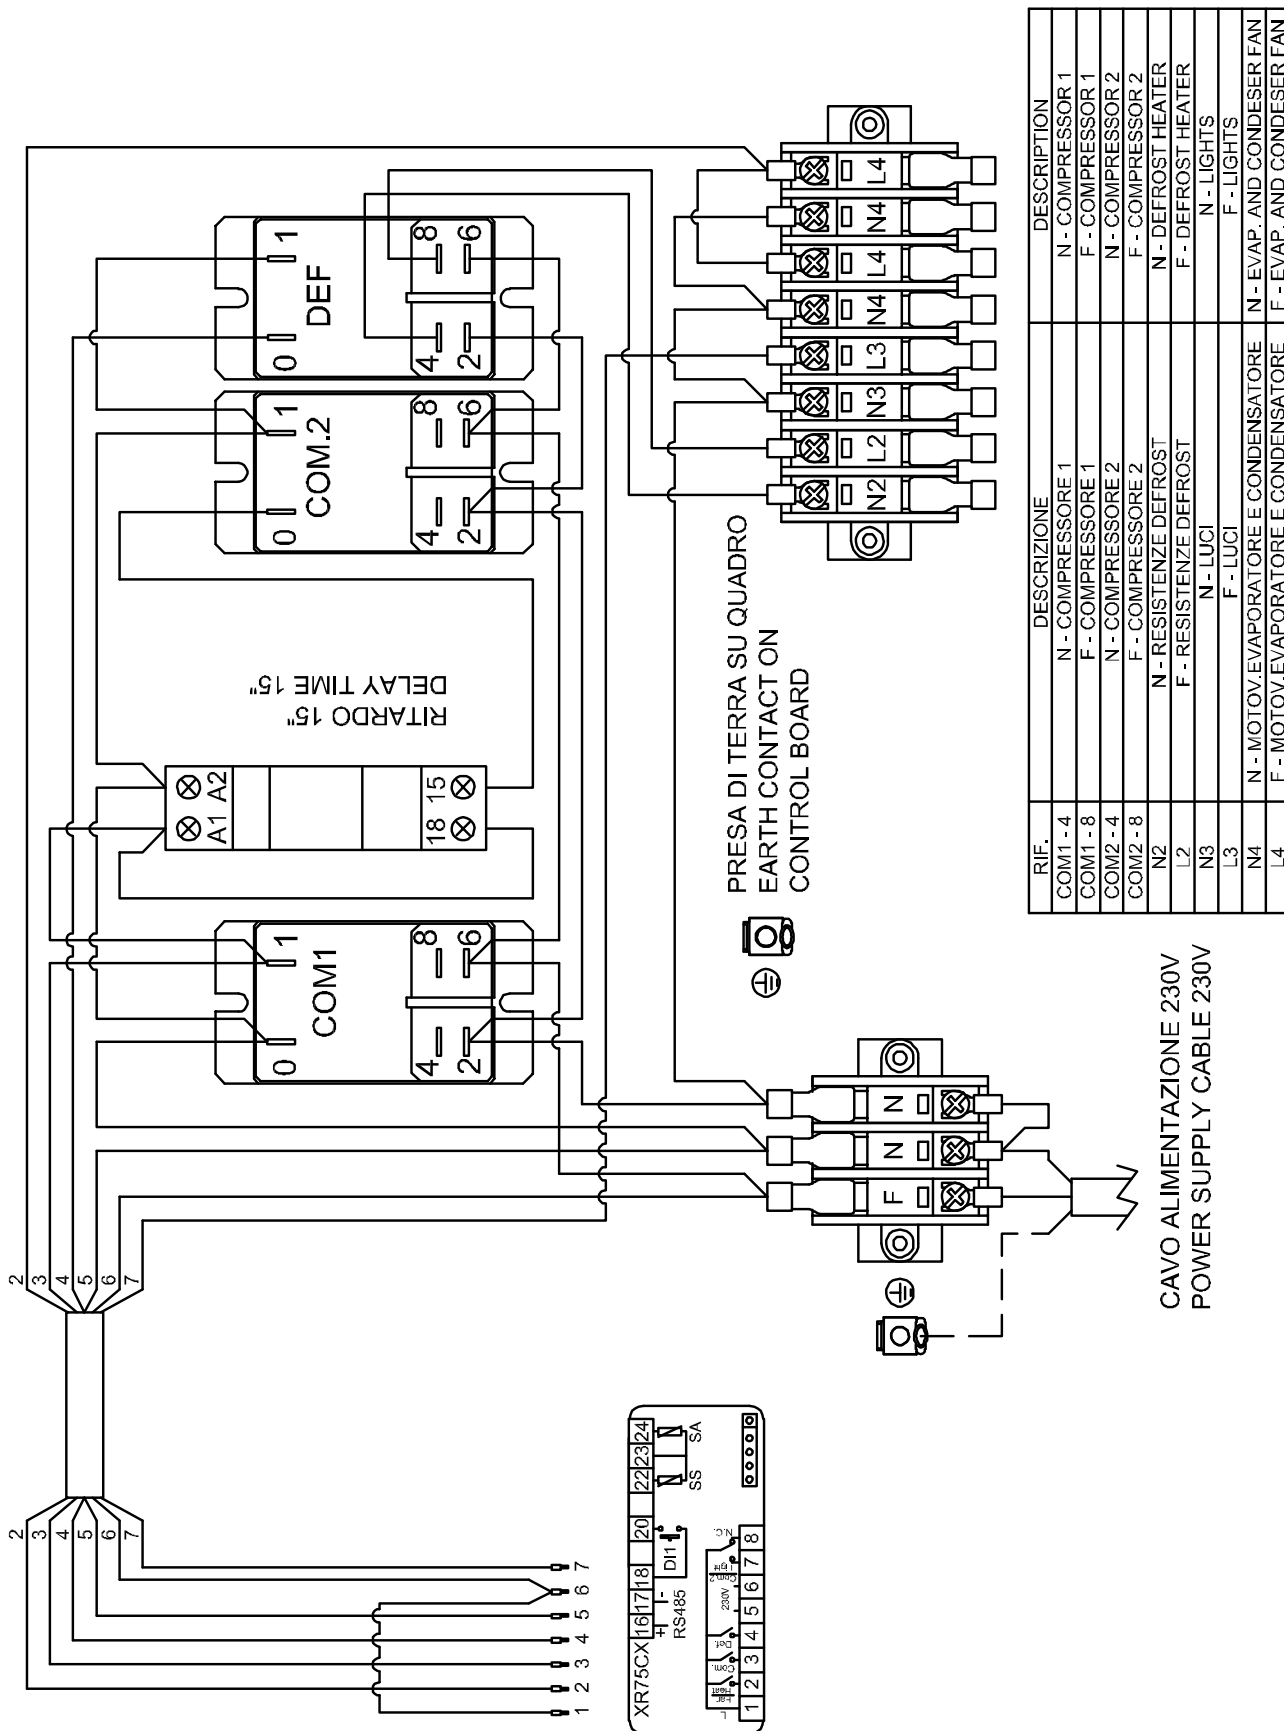 2
3
4
5
6
7
2
3
4
5
6
7
0
DEF
1
4
8
2
6
0
COM.2
1
4
8
2
6
RITARDO 15"
DELAY TIME 15"
A1
A2
18
15
0
COM1
1
4
8
2
6
PRESA DI TERRA SU QUADRO
EARTH CONTACT ON
CONTROL BOARD
N2
L2
N3
L3
N4
L4
N4
L4
F
N
N
CAVO ALIMENTAZIONE 230V
POWER SUPPLY CABLE 230V
1
2
3
4
5
6
7
XR75CX
16
17
18
20
22
23
24
+
-
RS485
DI1
SS
SA
L
Fan
Heat
Com.
Def.
230V
Com.2
Light
N.C.
1
2
3
4
5
6
7
8
RIF. DESCRIZIONE DESCRIPTION
COM1 - 4 N - COMPRESSORE 1 N - COMPRESSOR 1
COM1 - 8 F - COMPRESSORE 1 F - COMPRESSOR 1
COM2 - 4 N - COMPRESSORE 2 N - COMPRESSOR 2
COM2 - 8 F - COMPRESSORE 2 F - COMPRESSOR 2
N2 N - RESISTENZE DEFROST N - DEFROST HEATER
L2 F - RESISTENZE DEFROST F - DEFROST HEATER
N3 N - LUCI N - LIGHTS
L3 F - LUCI F - LIGHTS
N4 N - MOTOV.EVAPORATORE E CONDENSATORE N - EVAP. AND CONDESER FAN
L4 F - MOTOV.EVAPORATORE E CONDENSATORE F - EVAP. AND CONDESER FAN